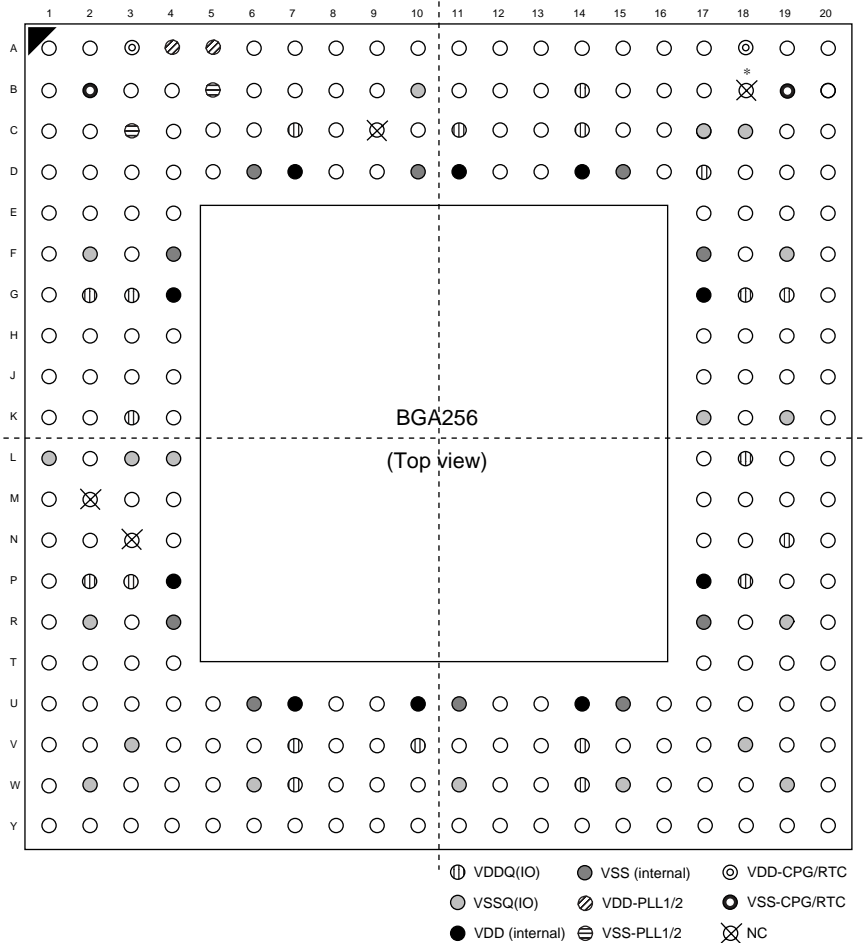 1 2 3 4 5 6 7 8 9 10 11 12 13 14 15 16 17 18 19 20
A
*
B
C
D
E
F
G
H
J
K
BGA256
L
(Top view)
M
N
P
R
T
U
V
W
Y
VDDQ(IO) VSS (internal) VDD-CPG/RTC
VSSQ(IO) VDD-PLL1/2 VSS-CPG/RTC
VDD (internal) VSS-PLL1/2 NC